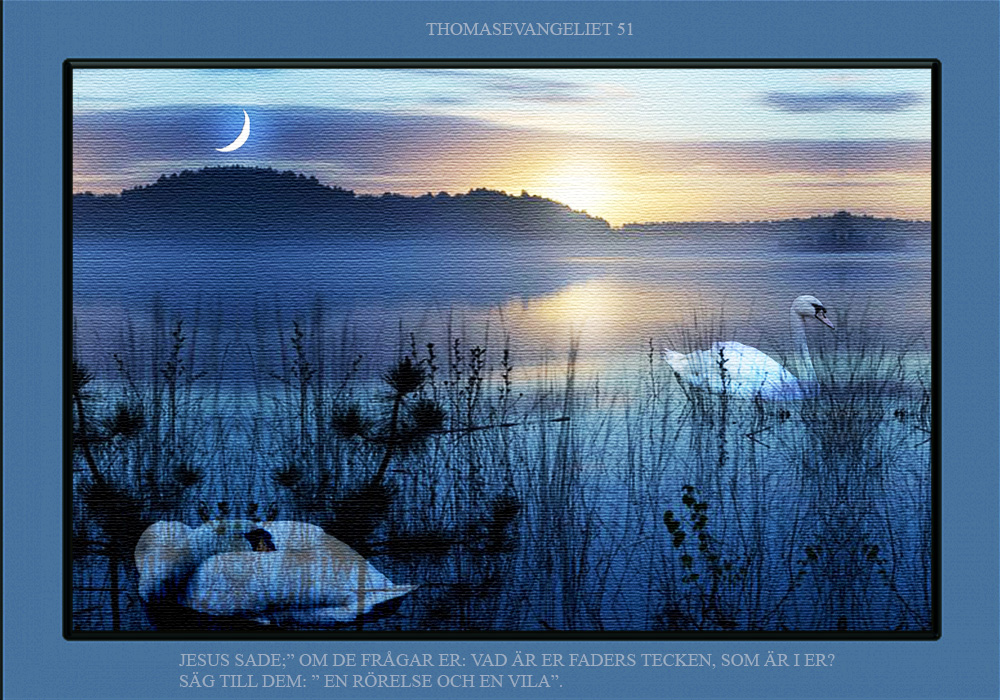 THOMASEVANGELIET 51
JESUS SADE;” OM DE FRÅGAR ER: VAD ÄR ER FADERS TECKEN, SOM ÄR I ER?
SÄG TILL DEM: ” EN RÖRELSE OCH EN VILA”.